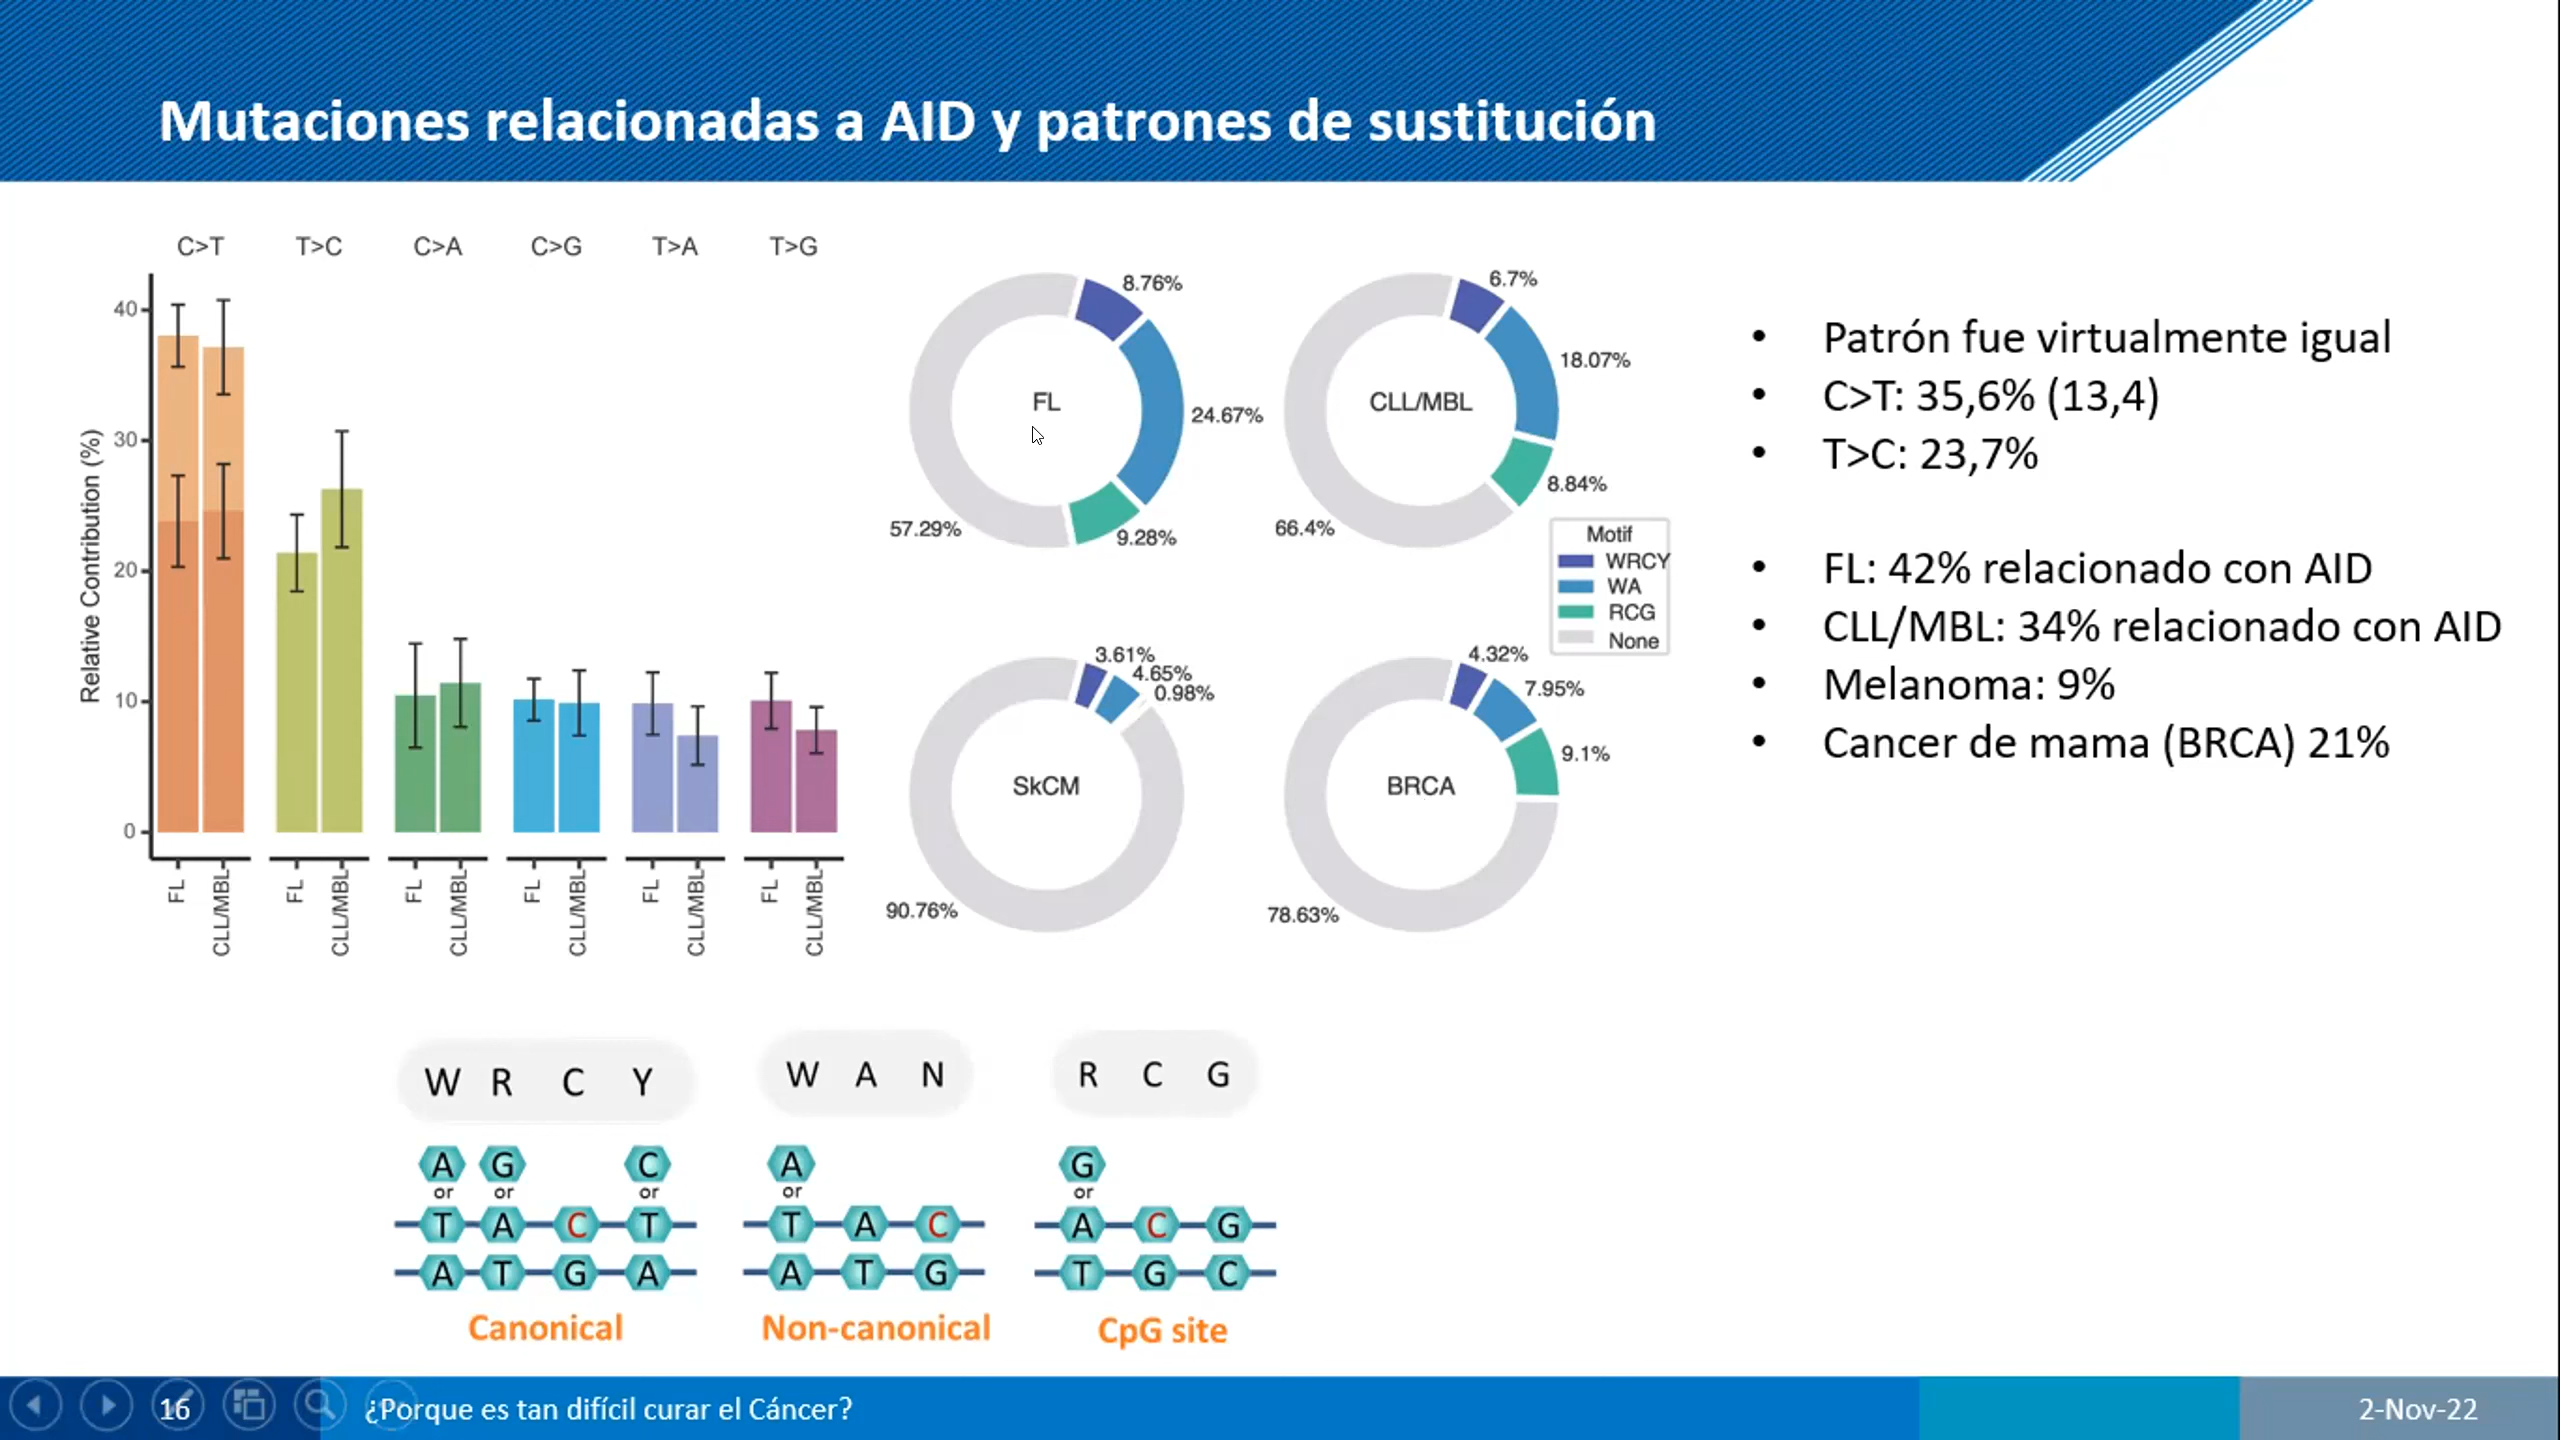 Mutaciones relacionadas a AID y patrones de sustitución
C>T T>C C>A C>G T>A T>G
Relative Contribution (%)
40
30
20
10
0
FL CLL/MBL FL CLL/MBL FL CLL/MBL FL CLL/MBL FL CLL/MBL FL CLL/MBL
FL
8.76%
24.67%
9.28%
57.29%
CLL/MBL
6.7%
18.07%
8.84%
66.4%
Motif
WRCY
WA
RCG
None
SkCM
3.61%
4.65%
0.98%
90.76%
BRCA
4.32%
7.95%
9.1%
78.63%
• Patrón fue virtualmente igual
• C>T: 35,6% (13,4)
• T>C: 23,7%
• FL: 42% relacionado con AID
• CLL/MBL: 34% relacionado con AID
• Melanoma: 9%
• Cancer de mama (BRCA) 21%
W R C Y
A G C
or or or
T A C T
A T G A
Canonical
W A N
A
or
T A C
A T G
Non-canonical
R C G
G
or
A C G
T G C
CpG site
16
¿Porque es tan difícil curar el Cáncer?
2-Nov-22